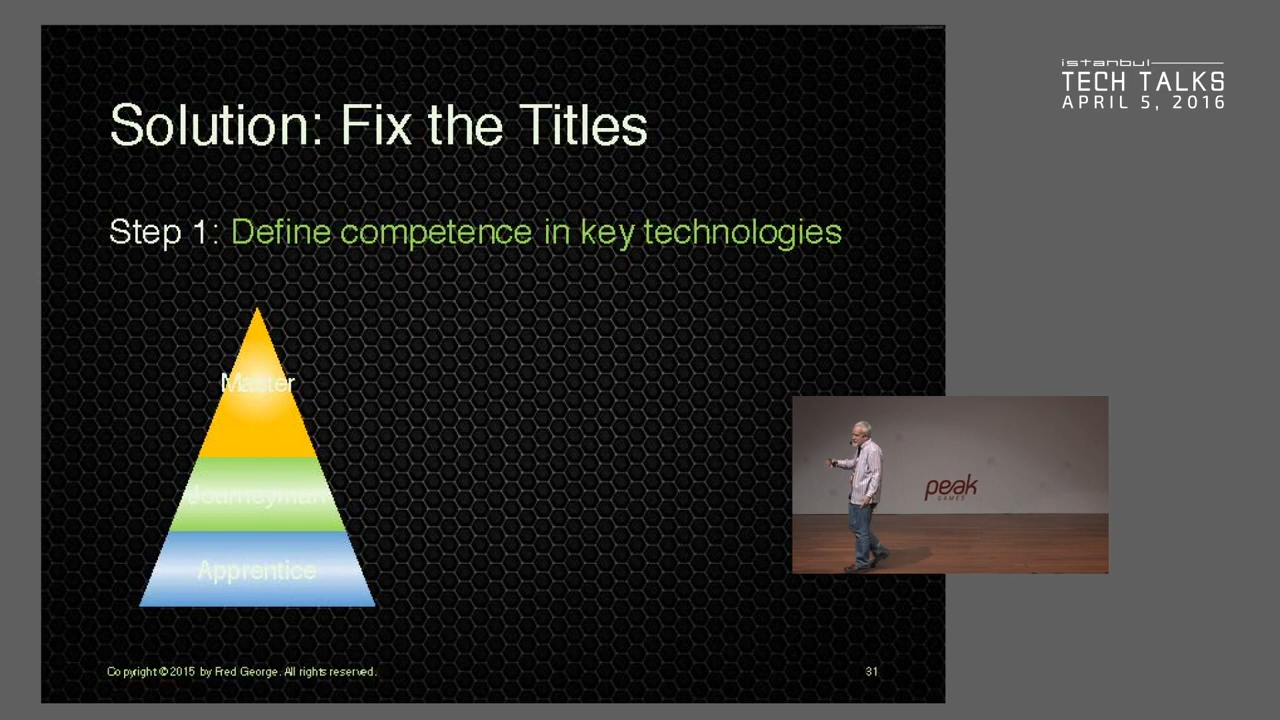 istanbul
TECH TALKS
APRIL 5, 2016
Solution: Fix the Titles
Step 1: Define competence in key technologies
Master
Journeyman
Apprentice
peak
GAMES
Copyright © 2015 by Fred George. All rights reserved.
31